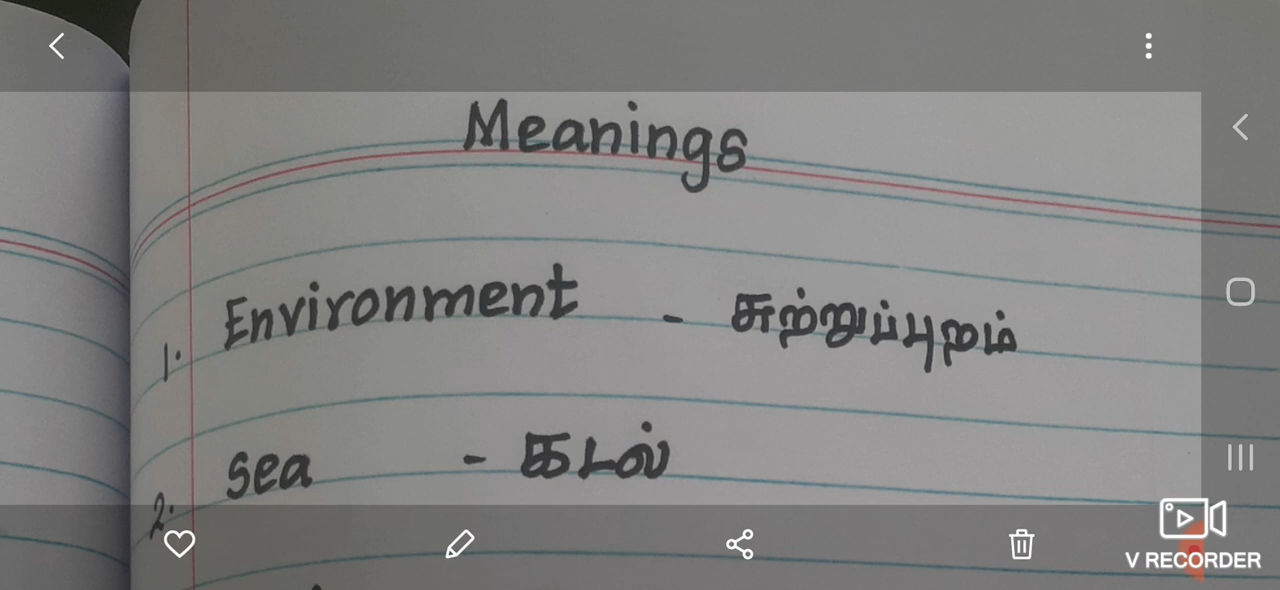 Meanings
1. Environment - சுற்றுப்புறம்
2. sea - கடல்
V RECORDER